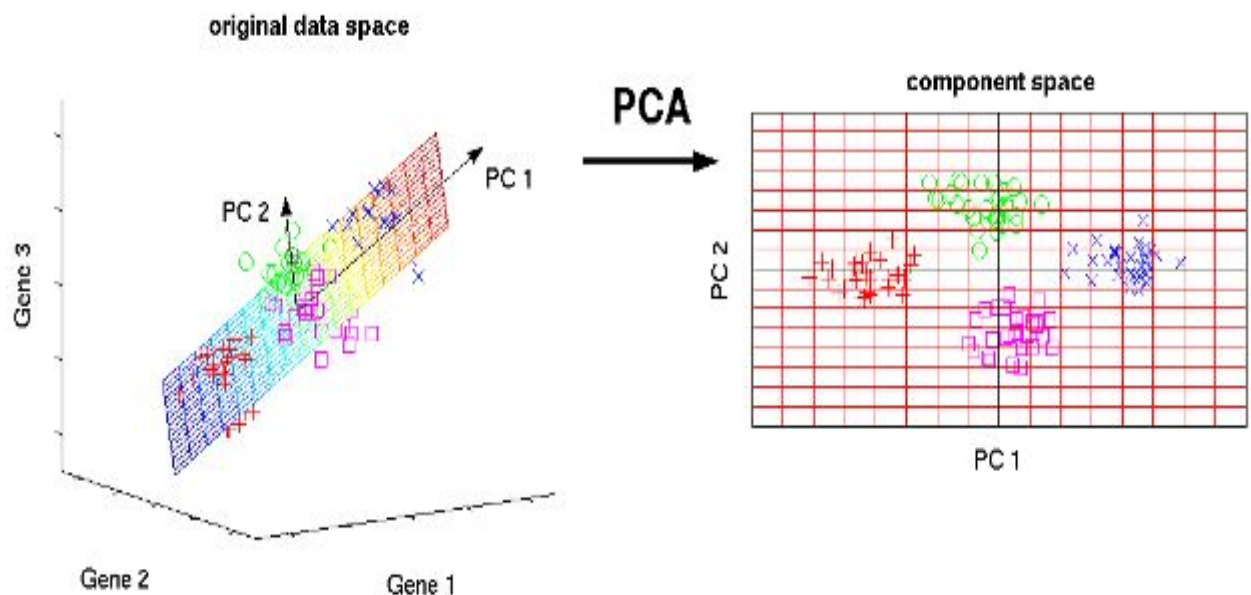 original data space
PCA
component space
PC 1
PC 2
Gene 3
Gene 2
Gene 1
PC 2
PC 1